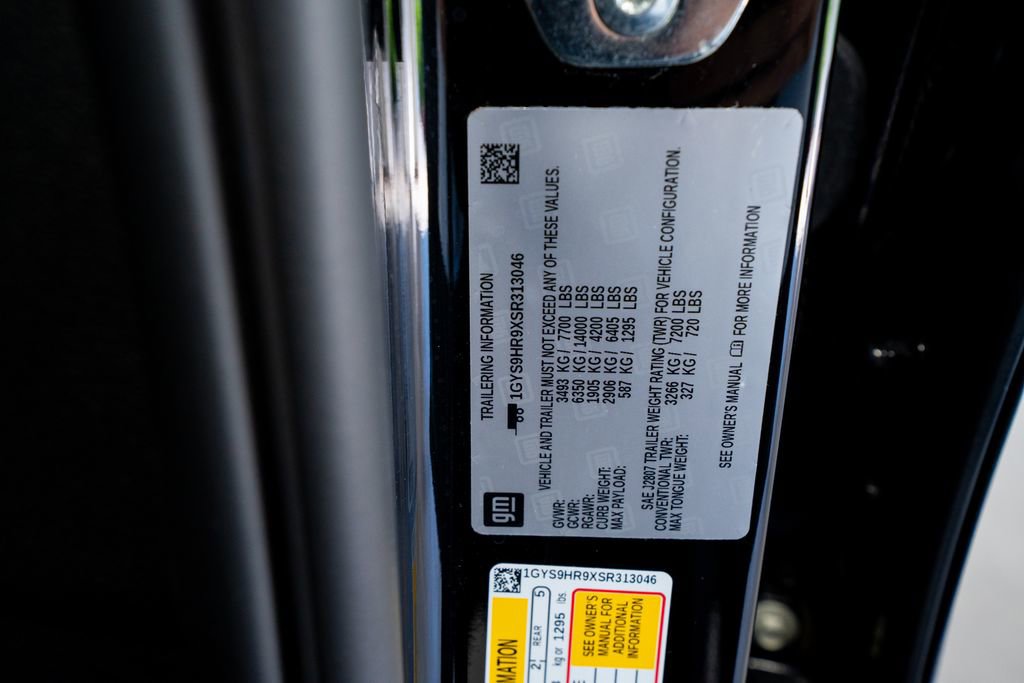 TRAILERING INFORMATION
1GYS9HR9XSR313046
gm
VEHICLE AND TRAILER MUST NOT EXCEED ANY OF THESE VALUES.
GVWR: 3493 KG / 7700 LBS
GCWR: 6350 KG / 14000 LBS
RGAWR: 1905 KG / 4200 LBS
CURB WEIGHT: 2906 KG / 6405 LBS
MAX PAYLOAD: 587 KG / 1295 LBS
SAE J2807 TRAILER WEIGHT RATING (TWR) FOR VEHICLE CONFIGURATION.
CONVENTIONAL TWR: 3266 KG / 7200 LBS
MAX TONGUE WEIGHT: 327 KG / 720 LBS
SEE OWNER'S MANUAL FOR MORE INFORMATION
1GYS9HR9XSR313046
REAR 5
kg or 1295 lbs.
SEE OWNER'S
MANUAL FOR
ADDITIONAL
INFORMATION